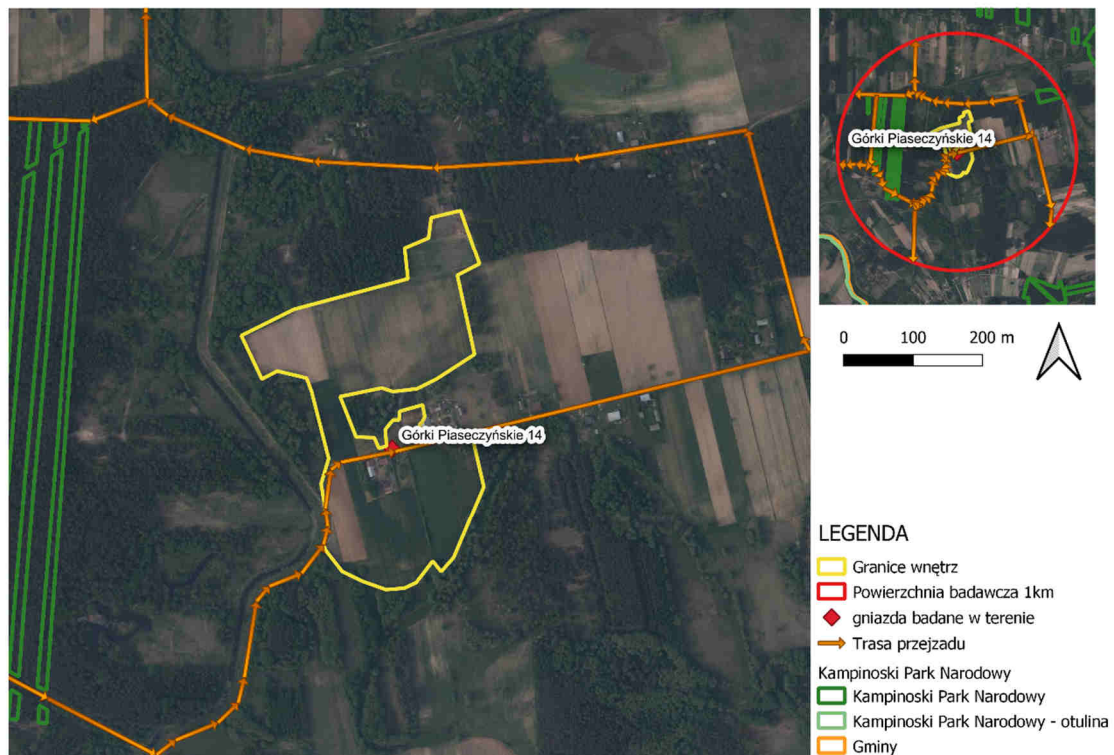 Górki Piaseczyńskie 14
Górki Piaseczyńskie 14
0 100 200 m
LEGENDA
Granice wnętrz
Powierzchnia badawcza 1km
gniazda badane w terenie
Trasa przejzadu
Kampinoski Park Narodowy
Kampinoski Park Narodowy
Kampinoski Park Narodowy - otulina
Gminy